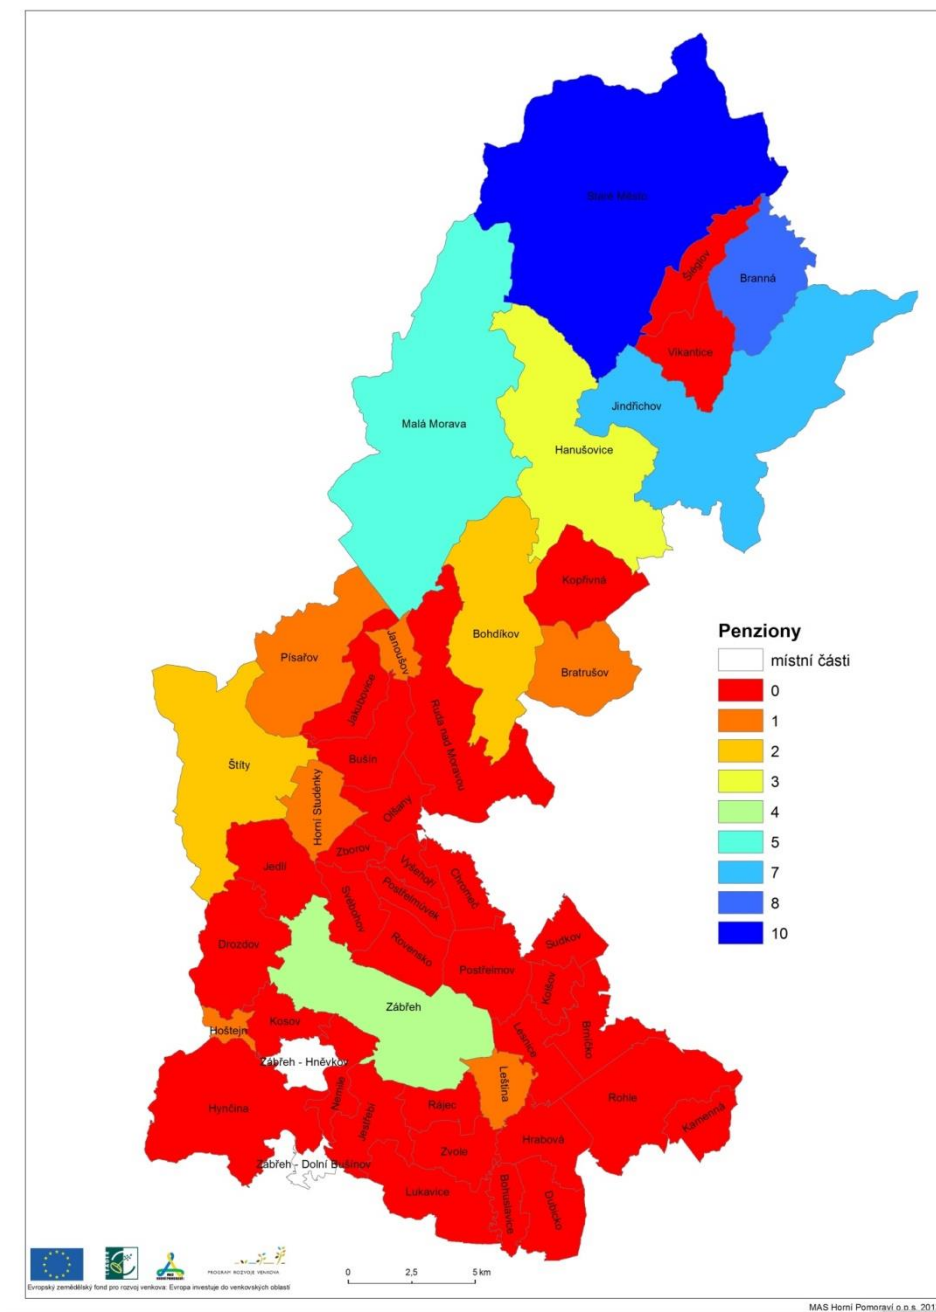 Staré Město
Šléglov
Branná
Vikantice
Jindřichov
Malá Morava
Hanušovice
Kopřivná
Bohdíkov
Bratrušov
Písařov
Janoušov
Jakubovice
Ruda nad Moravou
Bušín
Štíty
Horní Studénky
Olšany
Zborov
Jedlí
Vyšehoří
Chromeč
Postřelmůvek
Svébohov
Rovensko
Drozdov
Postřelmov
Sudkov
Kolšov
Zábřeh
Brníčko
Lesnice
Hoštejn
Kosov
Zábřeh - Hněvkov
Leština
Nemile
Rohle
Hynčina
Rájec
Jestřebí
Kamenná
Hrabová
Zvole
Zábřeh - Dolní Bušínov
Lukavice
Bohuslavice
Dubicko
Penziony
místní části
0
1
2
3
4
5
7
8
10
PROGRAM ROZVOJE VENKOVA
Evropský zemědělský fond pro rozvoj venkova: Evropa investuje do venkovských oblastí
0 2,5 5 km
MAS Horní Pomoraví o.p.s. 201